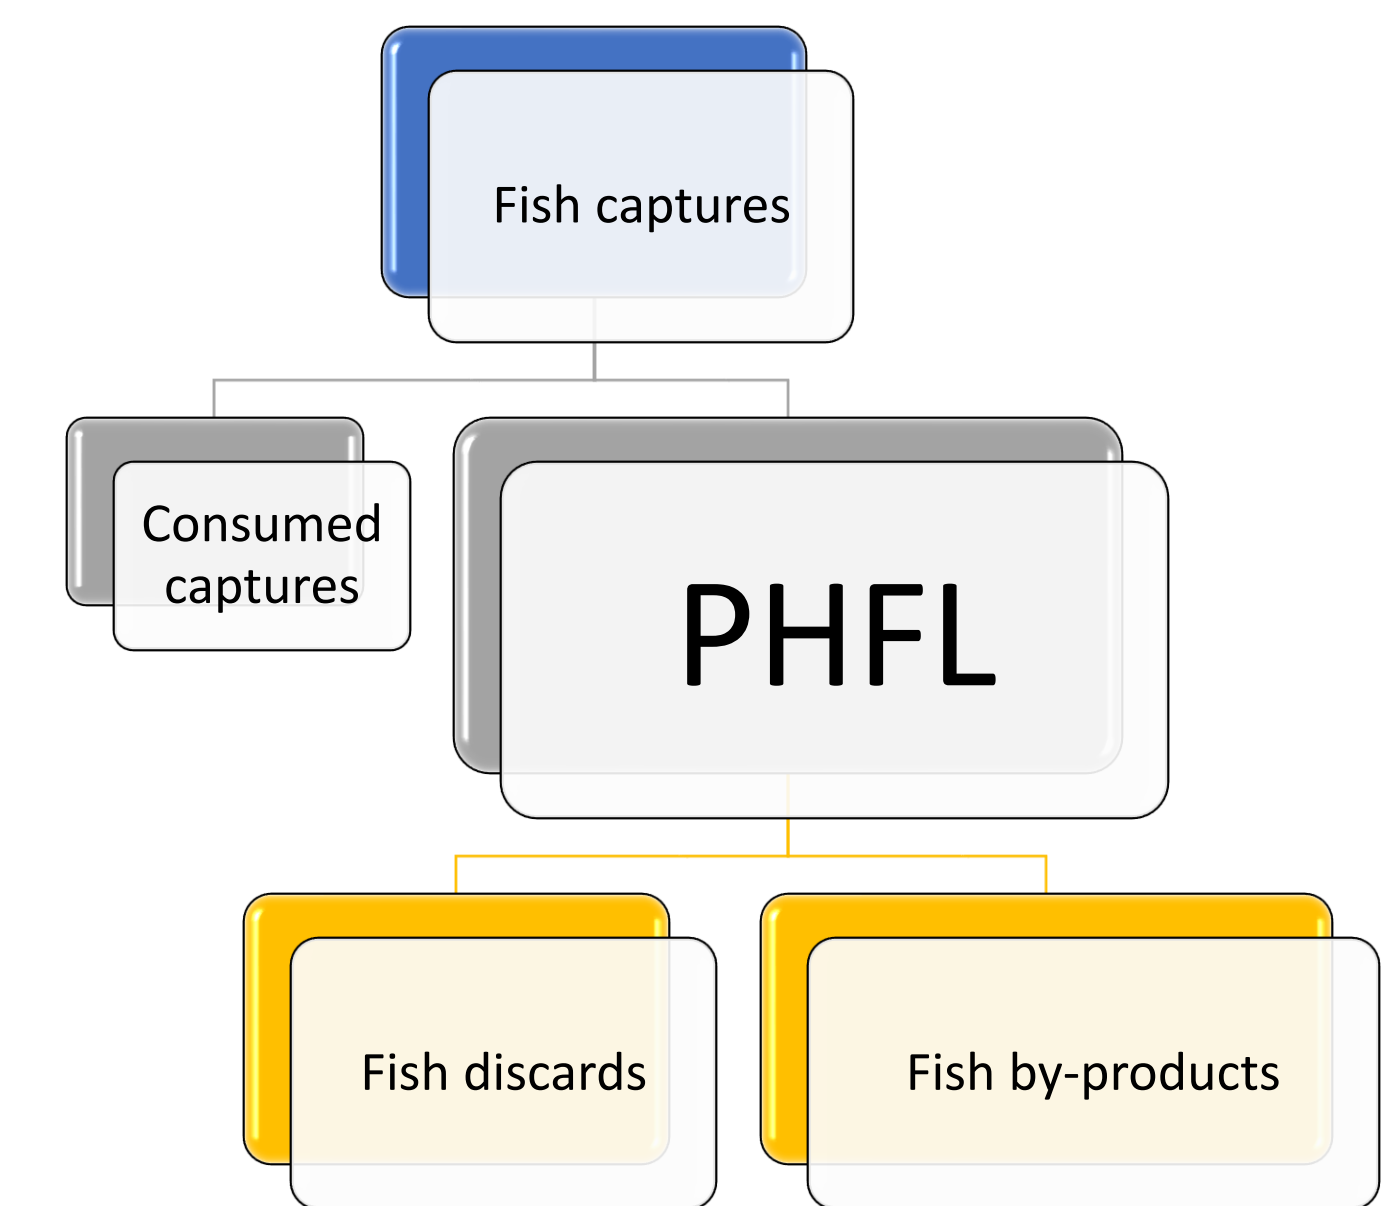 Fish captures
Consumed
captures
PHFL
Fish discards
Fish by-products